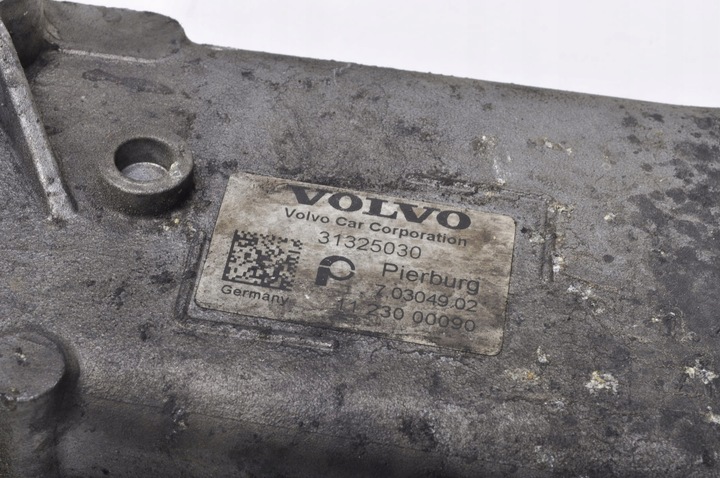 VOLVO
Volvo Car Corporation
31325030
Pierburg
Germany
7.03049.02
11 230 00090